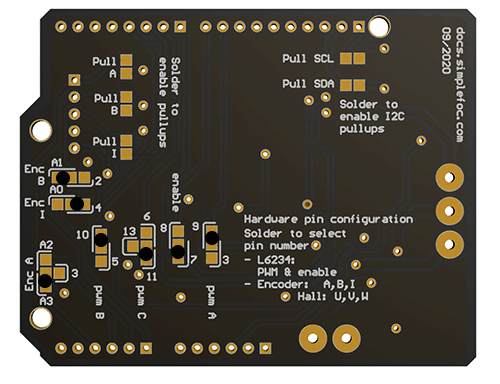 docs.simplefoc.com
09/2020
Pull
A
Pull
B
Pull
I
Solder to
enable pullups
Pull SCL
Pull SDA
Solder to
enable I2C
pullups
Enc
B
A1
2
Enc
I
A0
4
Enc A
A2
3
A3
10
5
pwm B
6
13
11
pwm C
enable
8
7
9
3
pwm A
Hardware pin configuration
Solder to select
pin number
- L6234:
PWM & enable
- Encoder: A,B,I
Hall: U,V,W